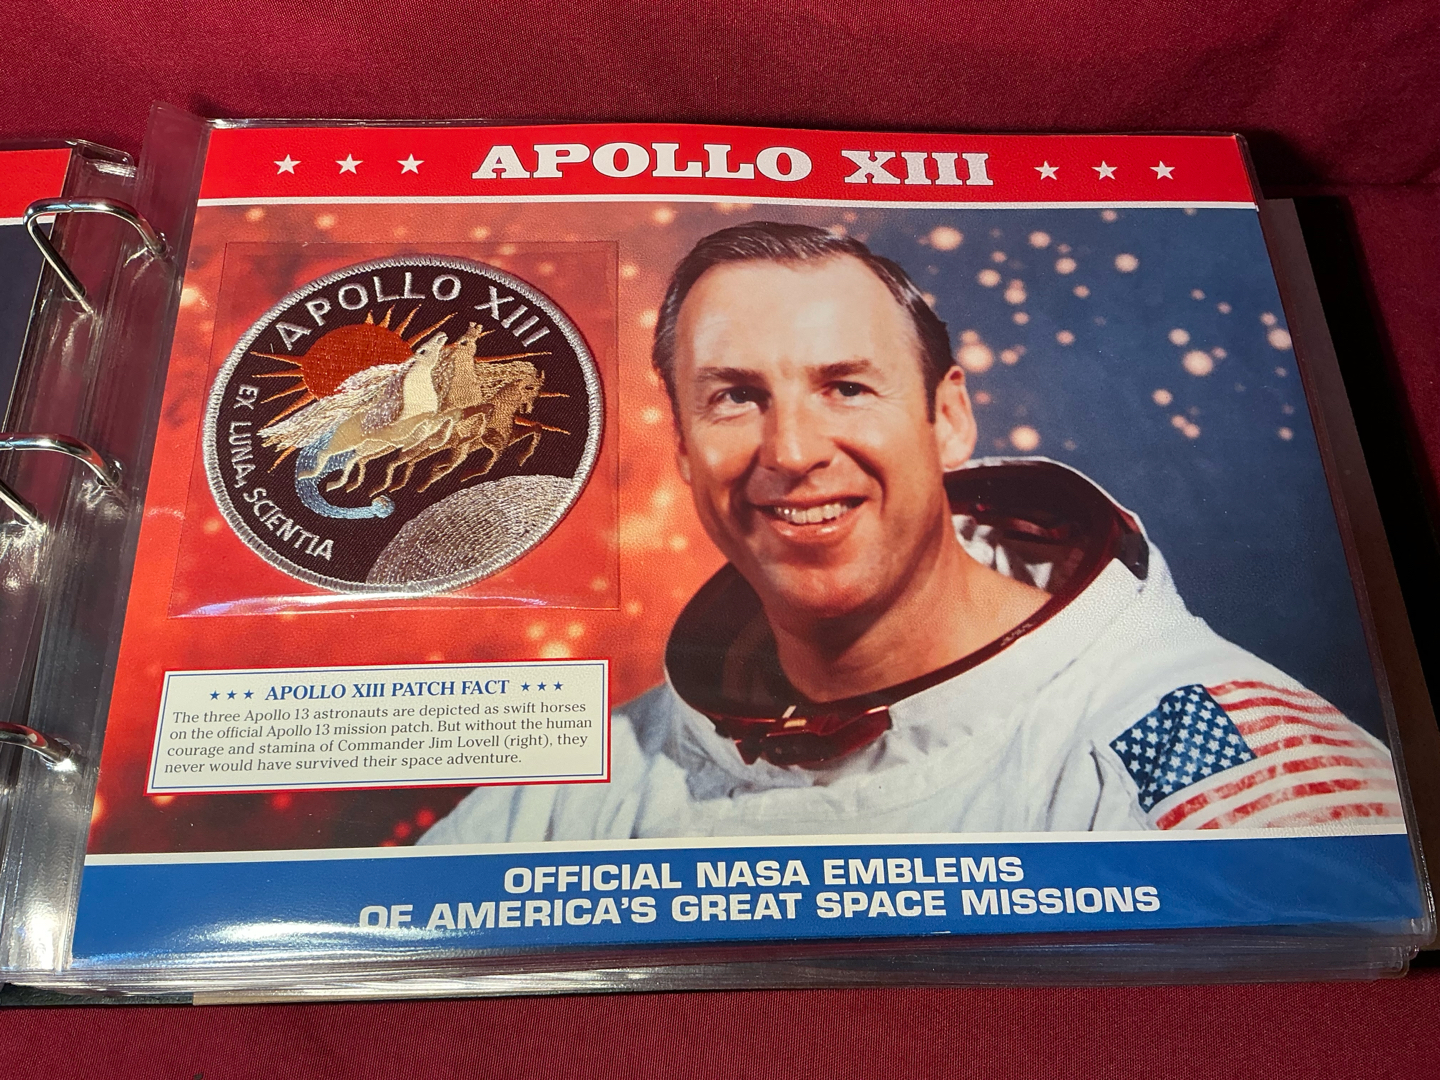 APOLLO XIII
APOLLO XIII
EX LUNA, SCIENTIA
APOLLO XIII PATCH FACT
The three Apollo 13 astronauts are depicted as swift horses
on the official Apollo 13 mission patch. But without the human
courage and stamina of Commander Jim Lovell (right), they
never would have survived their space adventure.
OFFICIAL NASA EMBLEMS
OF AMERICA'S GREAT SPACE MISSIONS